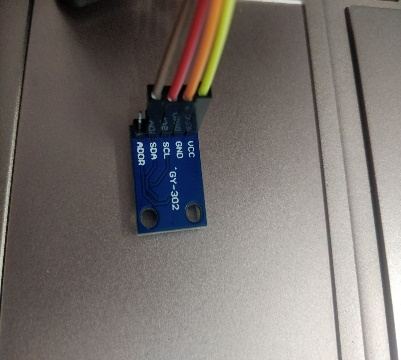 VCC
GND
SCL
SDA
ADDR
GY-302